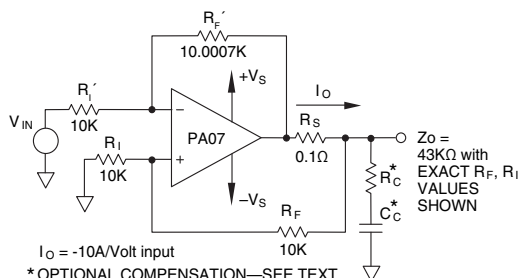 R_F´
10.0007K
+V_S
I_O
R_I´
V_IN
10K
PA07
R_S
0.1Ω
R_I
10K
–V_S
Zo =
43KΩ with
EXACT R_F, R_I
VALUES
SHOWN
R_C*
C_C*
R_F
10K
I_O = -10A/Volt input
* OPTIONAL COMPENSATION—SEE TEXT